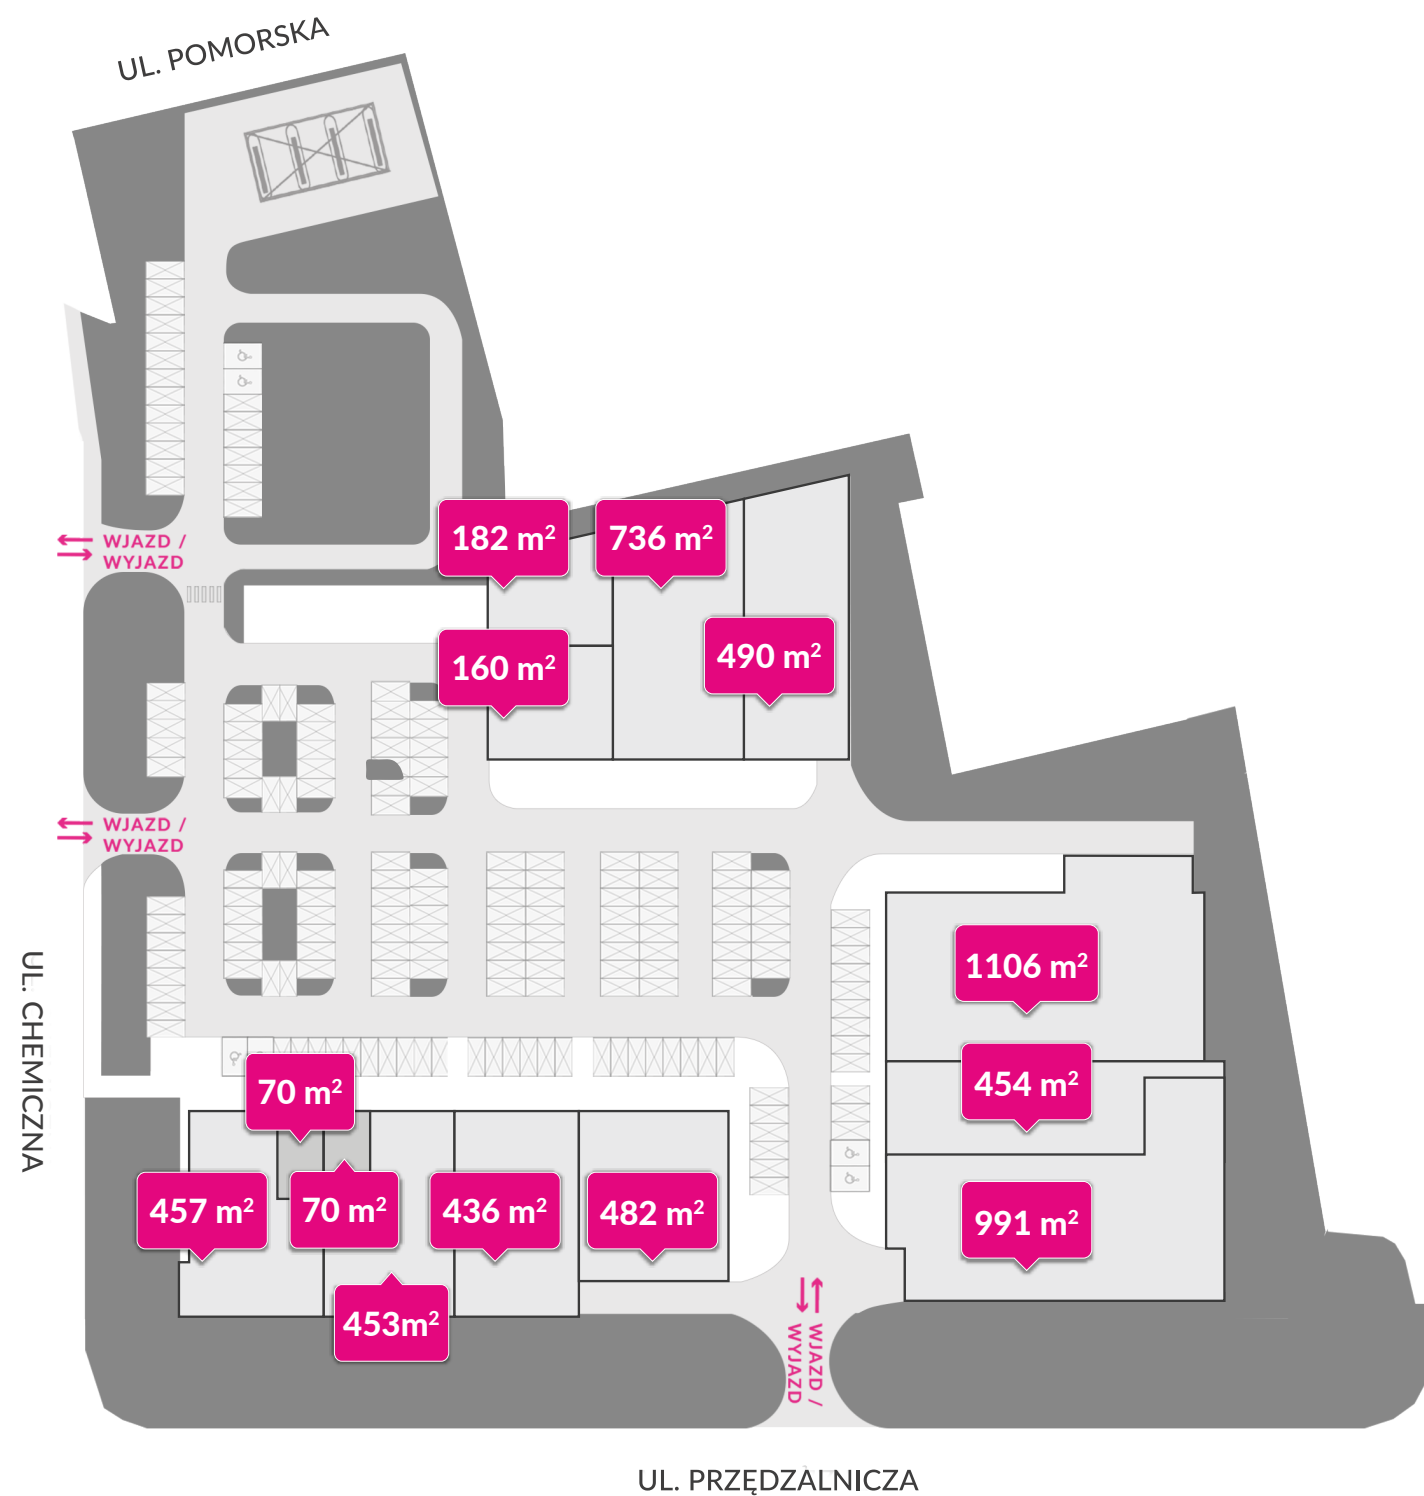 UL. POMORSKA
182 m²
736 m²
WJAZD /
WYJAZD
160 m²
490 m²
WJAZD /
WYJAZD
UL. CHEMICZNA
1106 m²
454 m²
991 m²
70 m²
457 m²
70 m²
436 m²
482 m²
453m²
WJAZD /
WYJAZD
UL. PRZĘDZALNICZA